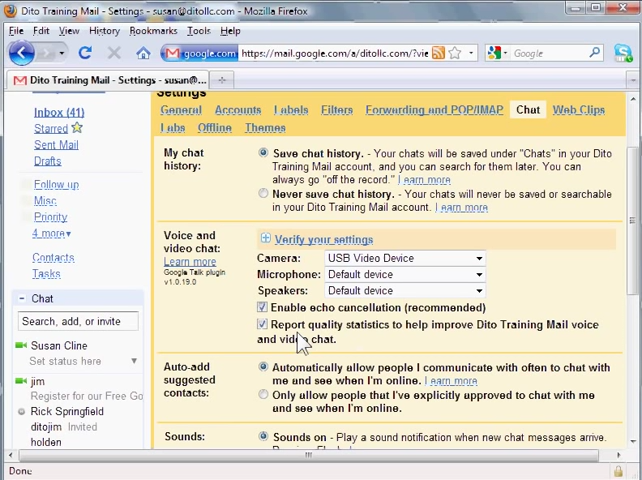 Dito Training Mail - Settings - susan@ditollc.com - Mozilla Firefox
File Edit View History Bookmarks Tools Help
google.com https://mail.google.com/a/ditollc.com/?vie Google
Dito Training Mail - Settings - susan@...
Settings
General Accounts Labels Filters Forwarding and POP/IMAP Chat Web Clips
Labs Offline Themes
Inbox (41)
Starred
Sent Mail
Drafts
Follow up
Misc
Priority
4 more▾
Contacts
Tasks
Chat
Search, add, or invite
Susan Cline
Set status here
jim
Register for our Free Go
Rick Springfield
ditojim Invited
holden
My chat history:
Save chat history. - Your chats will be saved under "Chats" in your Dito
Training Mail account, and you can search for them later. You can
always go "off the record." Learn more
Never save chat history. - Your chats will never be saved or searchable
in your Dito Training Mail account. Learn more
Voice and video chat:
Learn more
Google Talk plugin
v1.0.19.0
Verify your settings
Camera: USB Video Device
Microphone: Default device
Speakers: Default device
Enable echo cancellation (recommended)
Report quality statistics to help improve Dito Training Mail voice
and video chat.
Auto-add suggested contacts:
Automatically allow people I communicate with often to chat with
me and see when I'm online. Learn more
Only allow people that I've explicitly approved to chat with me
and see when I'm online.
Sounds:
Sounds on - Play a sound notification when new chat messages arrive.
Done